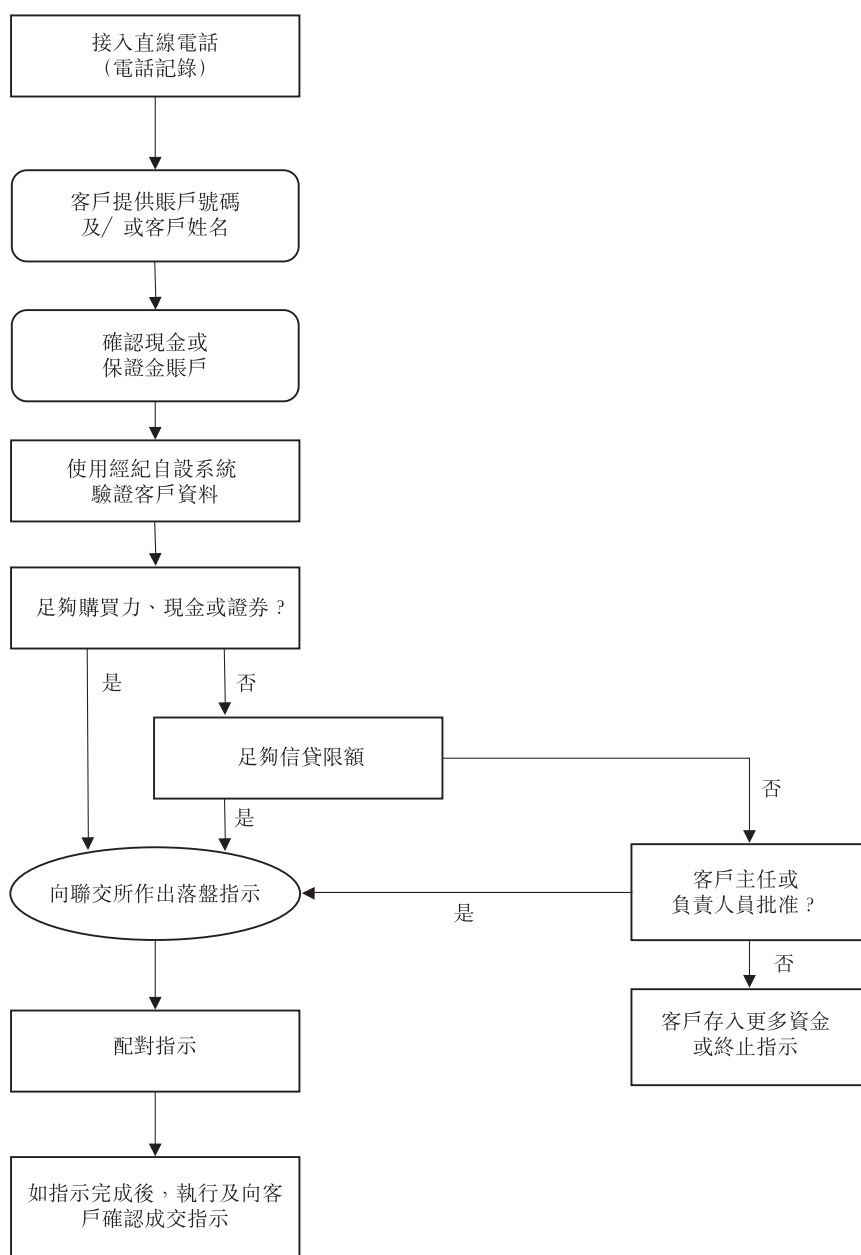 接入直線電話
（電話記錄）
客戶提供賬戶號碼
及/ 或客戶姓名
確認現金或
保證金賬戶
使用經紀自設系統
驗證客戶資料
足夠購買力、現金或證券？
是
否
足夠信貸限額
是
否
向聯交所作出落盤指示
是
客戶主任或
負責人員批准？
否
客戶存入更多資金
或終止指示
配對指示
如指示完成後，執行及向客
戶確認成交指示